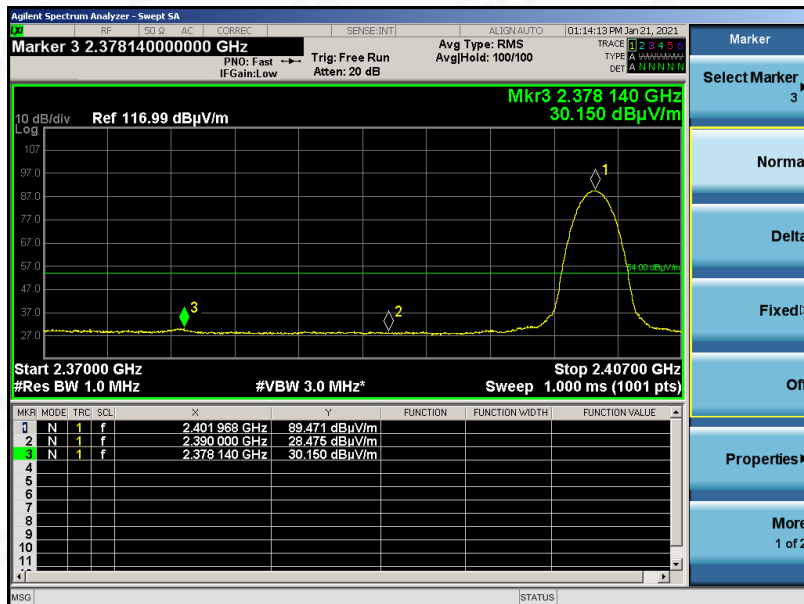 Agilent Spectrum Analyzer - Swept SA
LXI RF 50 Ω AC CORREC SENSE:INT ALIGN AUTO 01:14:13 PM Jan 21, 2021
Marker 3 2.378140000000 GHz
PNO: Fast
IFGain:Low
Trig: Free Run
Atten: 20 dB
Avg Type: RMS
Avg|Hold: 100/100
TRACE 1 2 3 4 5 6
TYPE A WWWWW
DET A N N N N N
Mkr3 2.378 140 GHz
30.150 dBµV/m
10 dB/div Ref 116.99 dBµV/m
Log
107
97.0
87.0
77.0
67.0
57.0
47.0
37.0
27.0
1
54.00 dBµV/m
3
2
Start 2.37000 GHz Stop 2.40700 GHz
#Res BW 1.0 MHz #VBW 3.0 MHz* Sweep 1.000 ms (1001 pts)
MKR MODE TRC SCL X Y FUNCTION FUNCTION WIDTH FUNCTION VALUE
1 N 1 f 2.401 968 GHz 89.471 dBµV/m
2 N 1 f 2.390 000 GHz 28.475 dBµV/m
3 N 1 f 2.378 140 GHz 30.150 dBµV/m
4
5
6
7
8
9
10
11
MSG STATUS
Marker
Select Marker
3
Norma
Delta
Fixed
Off
Properties
More
1 of 2